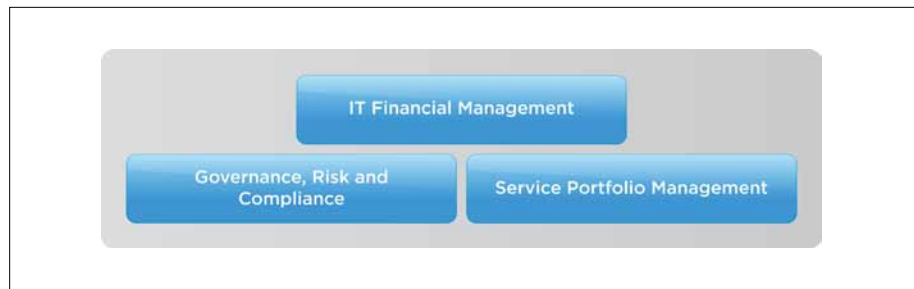 IT Financial Management
Governance, Risk and
Compliance
Service Portfolio Management